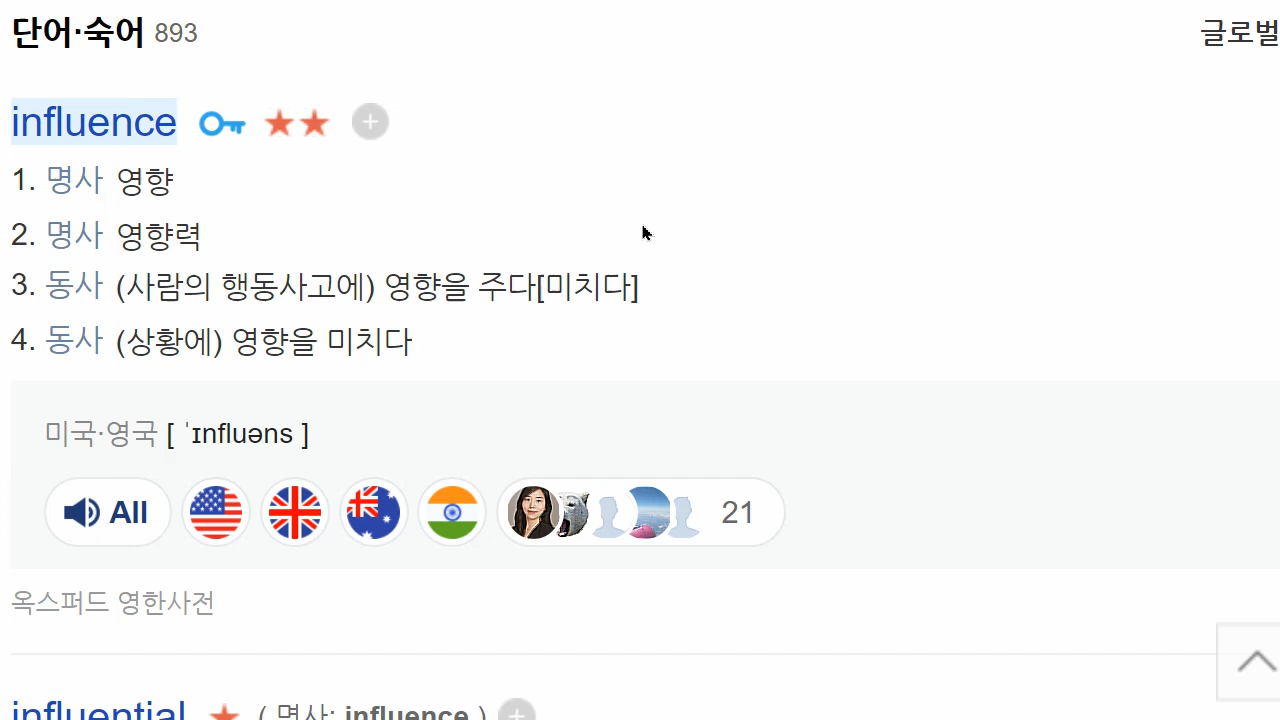 단어·숙어 893 글로벌
influence
1. 명사 영향
2. 명사 영향력
3. 동사 (사람의 행동사고에) 영향을 주다[미치다]
4. 동사 (상황에) 영향을 미치다
미국·영국 [ ˈɪnfluəns ]
All 21
옥스퍼드 영한사전
influential ( 명사: influence )